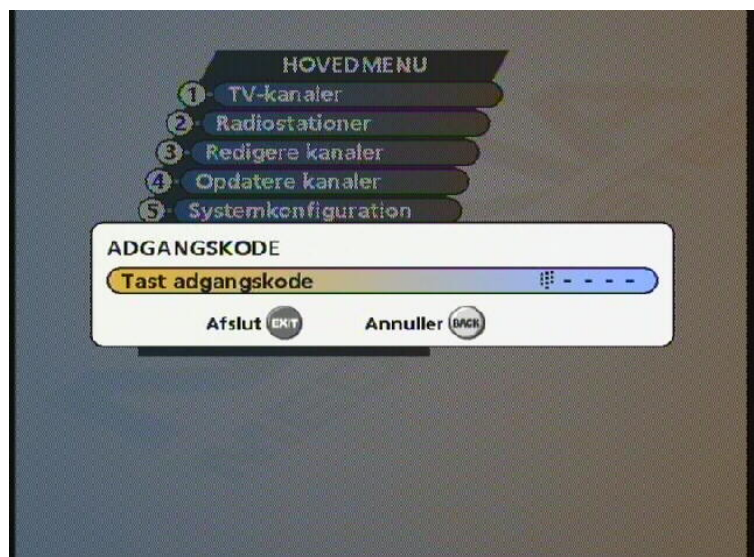 HOVEDMENU
1 TV-kanaler
2 Radiostationer
3 Redigere kanaler
4 Opdatere kanaler
5 Systemkonfiguration
ADGANGSKODE
Tast adgangskode - - - -
Afslut EXIT Annuller BACK